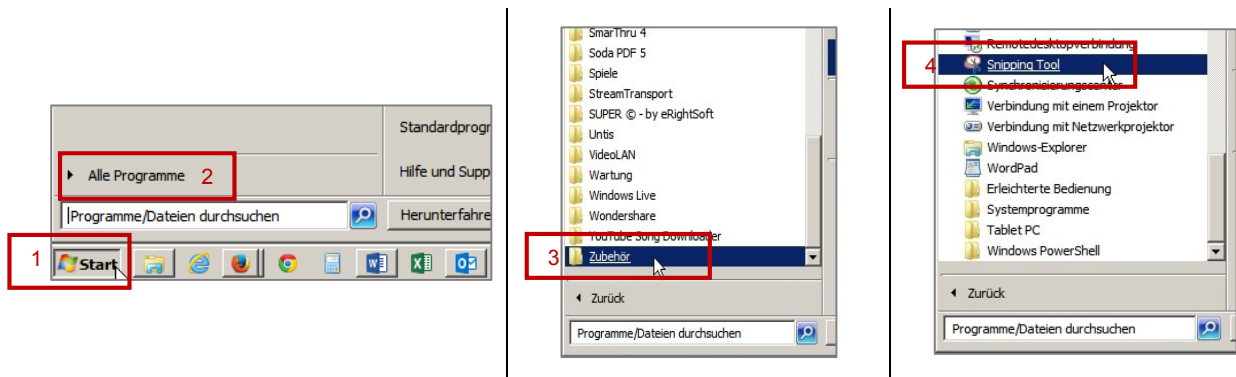 Standardprogr
Alle Programme
2
Hilfe und Supp
Programme/Dateien durchsuchen
Herunterfahre
1
Start
SmarThru 4
Soda PDF 5
Spiele
StreamTransport
SUPER © - by eRightSoft
Untis
VideoLAN
Wartung
Windows Live
Wondershare
YouTube Song Downloader
3
Zubehör
Zurück
Programme/Dateien durchsuchen
Remotedesktopverbindung
4
Snipping Tool
Synchronisierungscenter
Verbindung mit einem Projektor
Verbindung mit Netzwerkprojektor
Windows-Explorer
WordPad
Erleichterte Bedienung
Systemprogramme
Tablet PC
Windows PowerShell
Zurück
Programme/Dateien durchsuchen